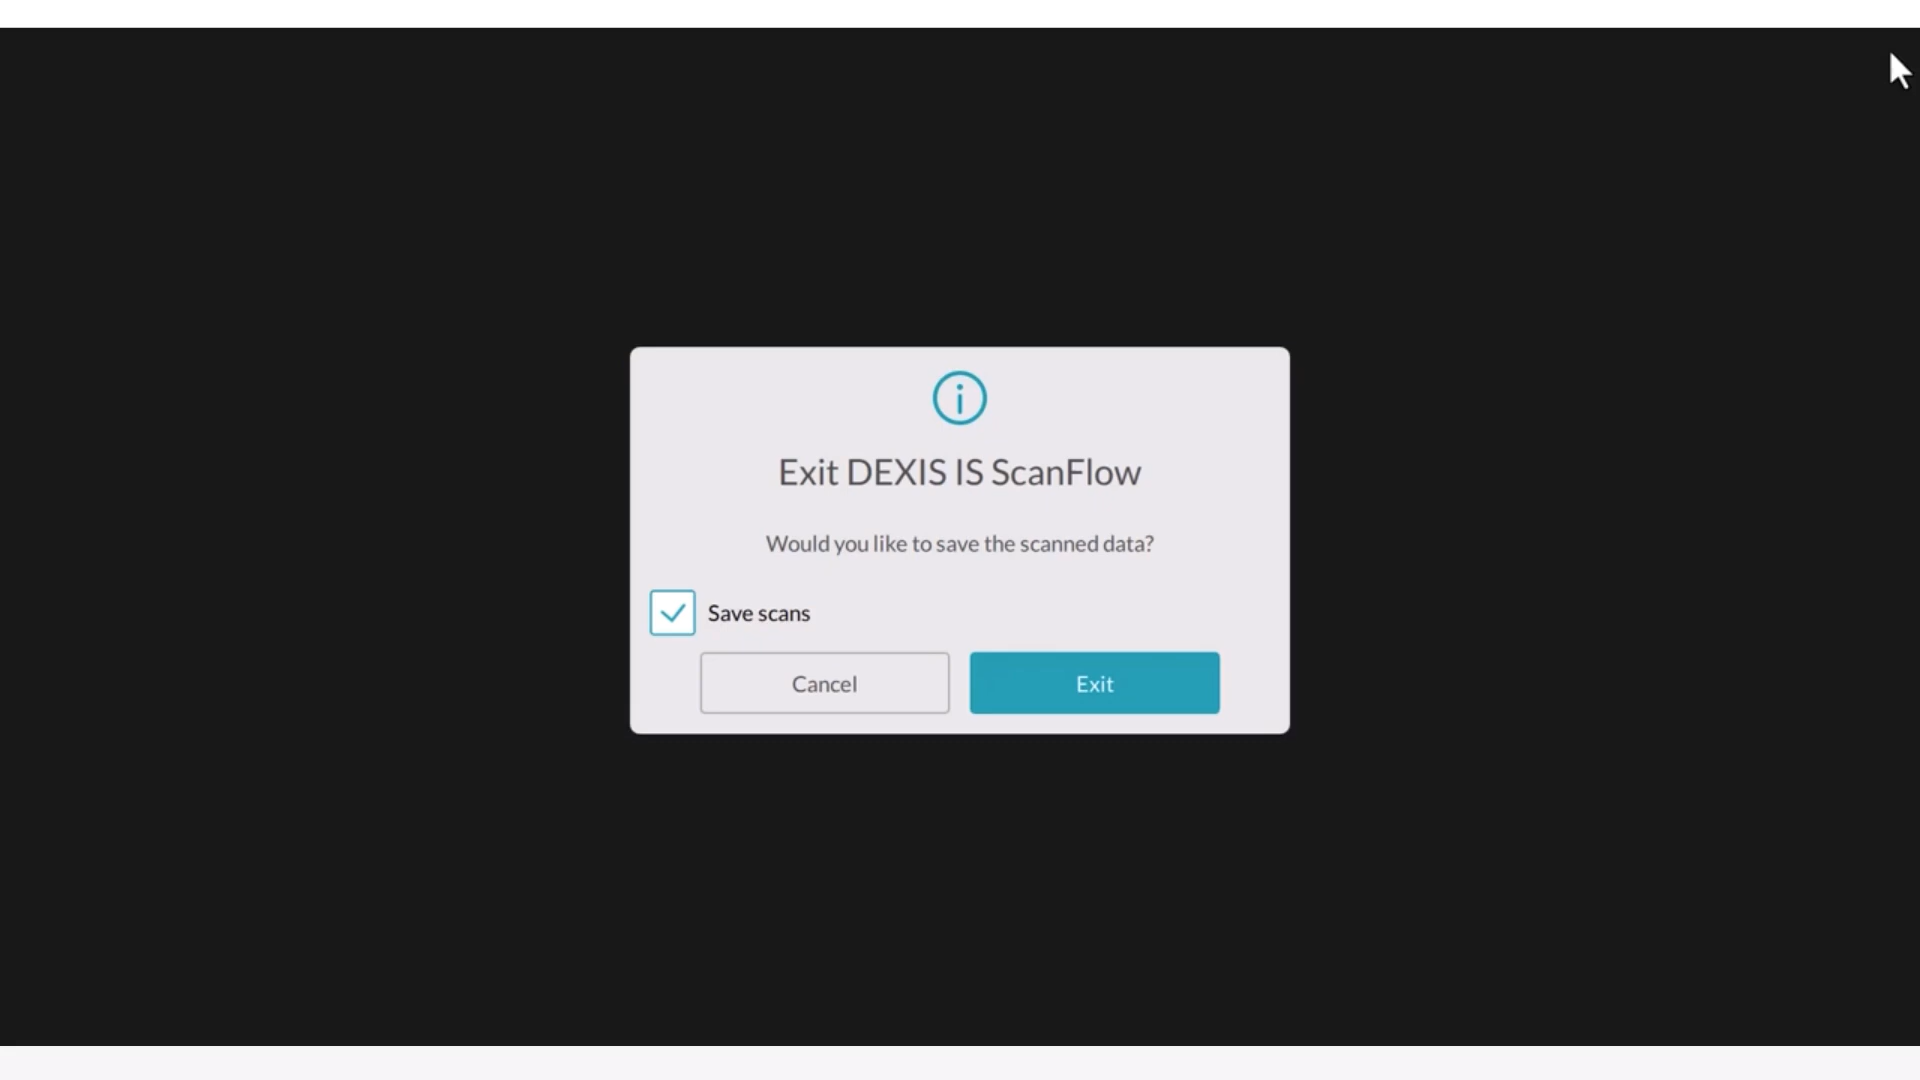 Exit DEXIS IS ScanFlow
Would you like to save the scanned data?
Save scans
Cancel
Exit